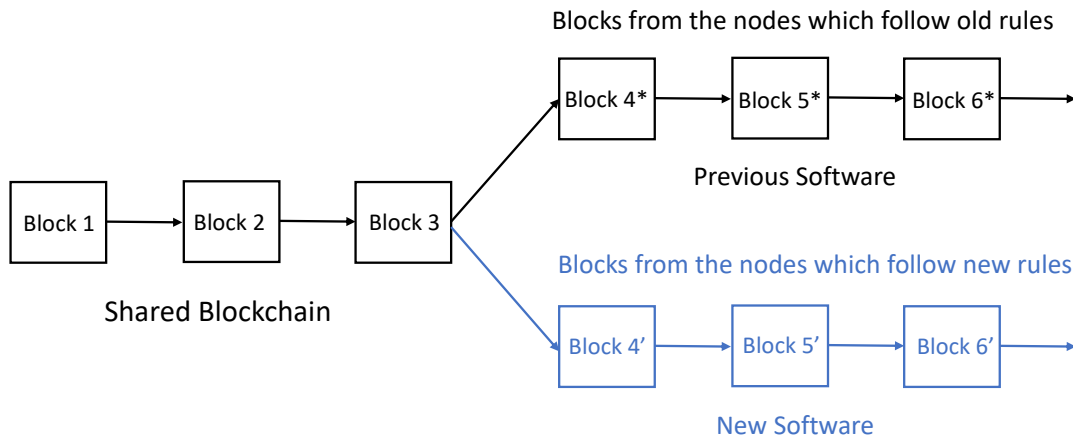 Blocks from the nodes which follow old rules
Block 4*
Block 5*
Block 6*
Previous Software
Block 1
Block 2
Block 3
Shared Blockchain
Blocks from the nodes which follow new rules
Block 4’
Block 5’
Block 6’
New Software